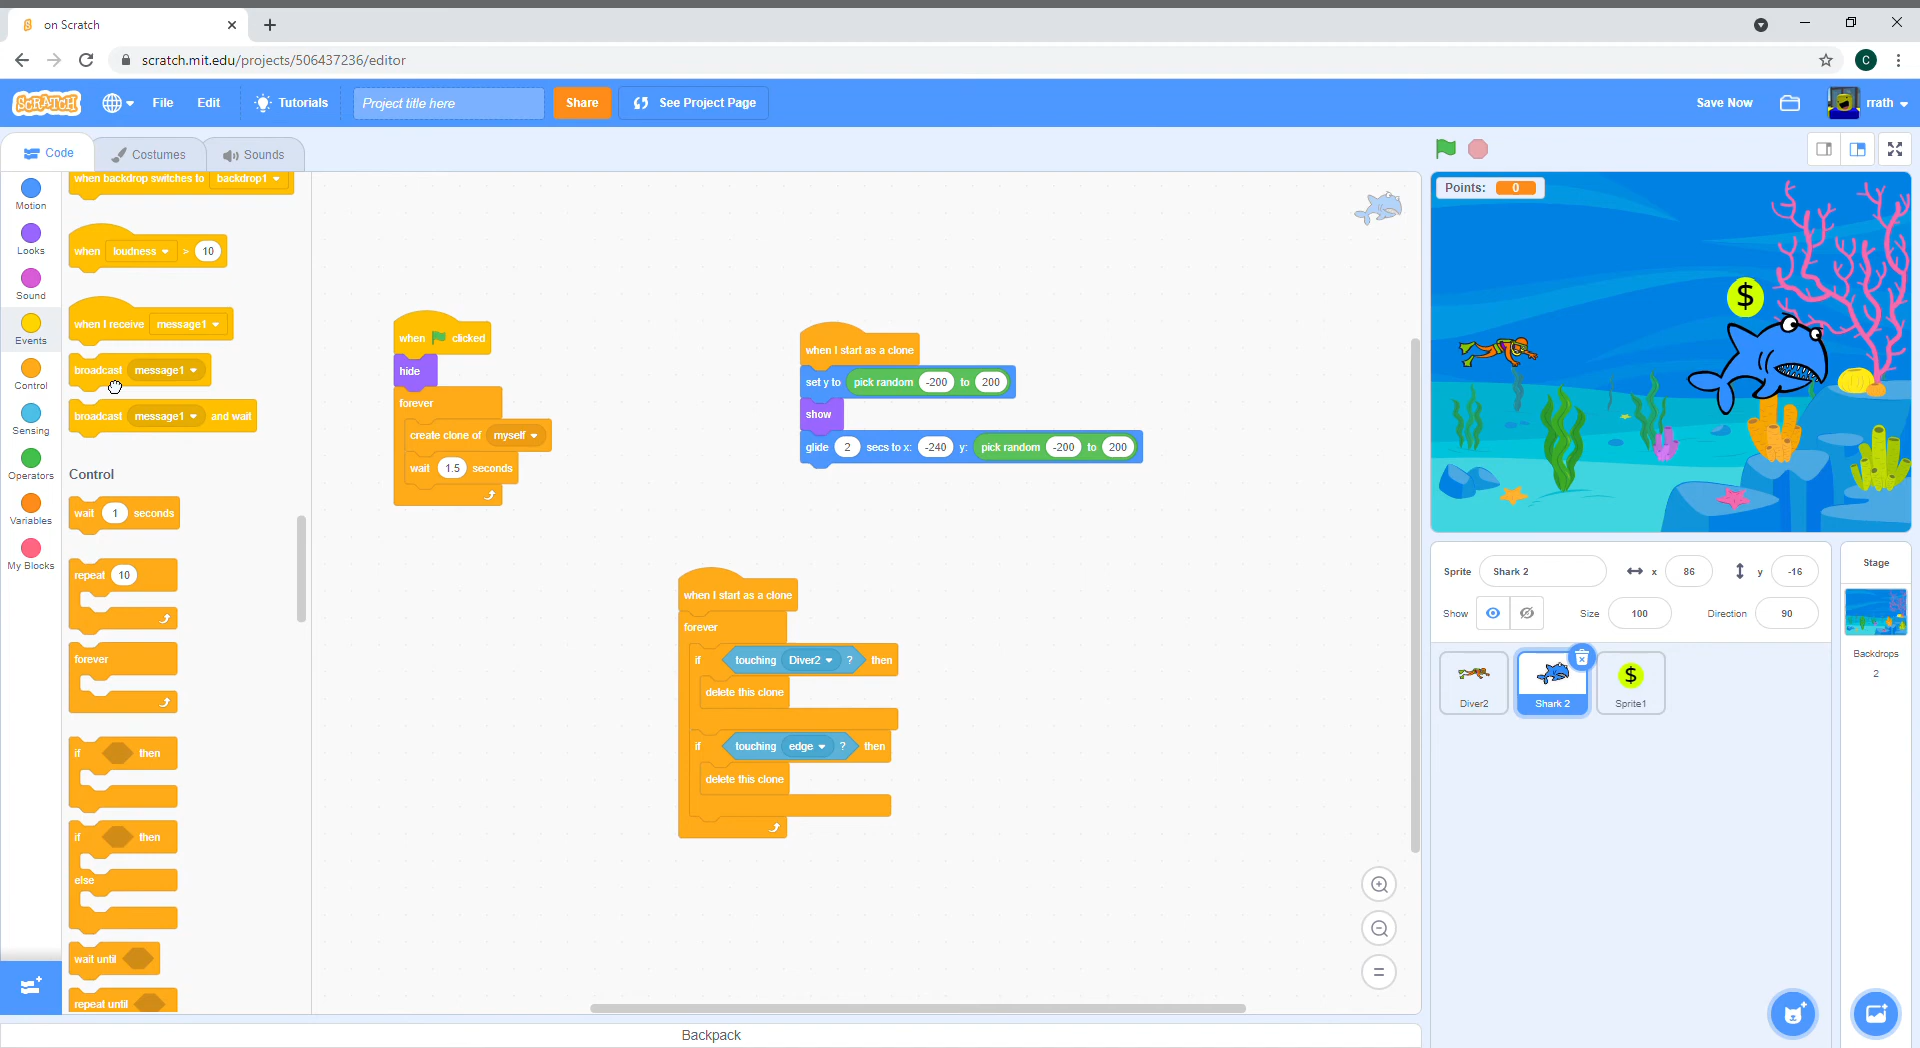 on Scratch
scratch.mit.edu/projects/506437236/editor
C
SCRATCH
File
Edit
Tutorials
Project title here
Share
See Project Page
Save Now
rrath
Code
Costumes
Sounds
Motion
Looks
Sound
Events
Control
Sensing
Operators
Variables
My Blocks
when backdrop switches to backdrop1
when loudness > 10
when I receive message1
broadcast message1
broadcast message1 and wait
Control
wait 1 seconds
repeat 10
forever
if then
if then
else
wait until
repeat until
when clicked
hide
forever
create clone of myself
wait 1.5 seconds
when I start as a clone
set y to pick random -200 to 200
show
glide 2 secs to x: -240 y: pick random -200 to 200
when I start as a clone
forever
if touching Diver2 ? then
delete this clone
if touching edge ? then
delete this clone
Backpack
Points: 0
$
Sprite Shark 2 x 86 y -16
Show Size 100 Direction 90
Diver2
Shark 2
$
Sprite1
Stage
Backdrops
2